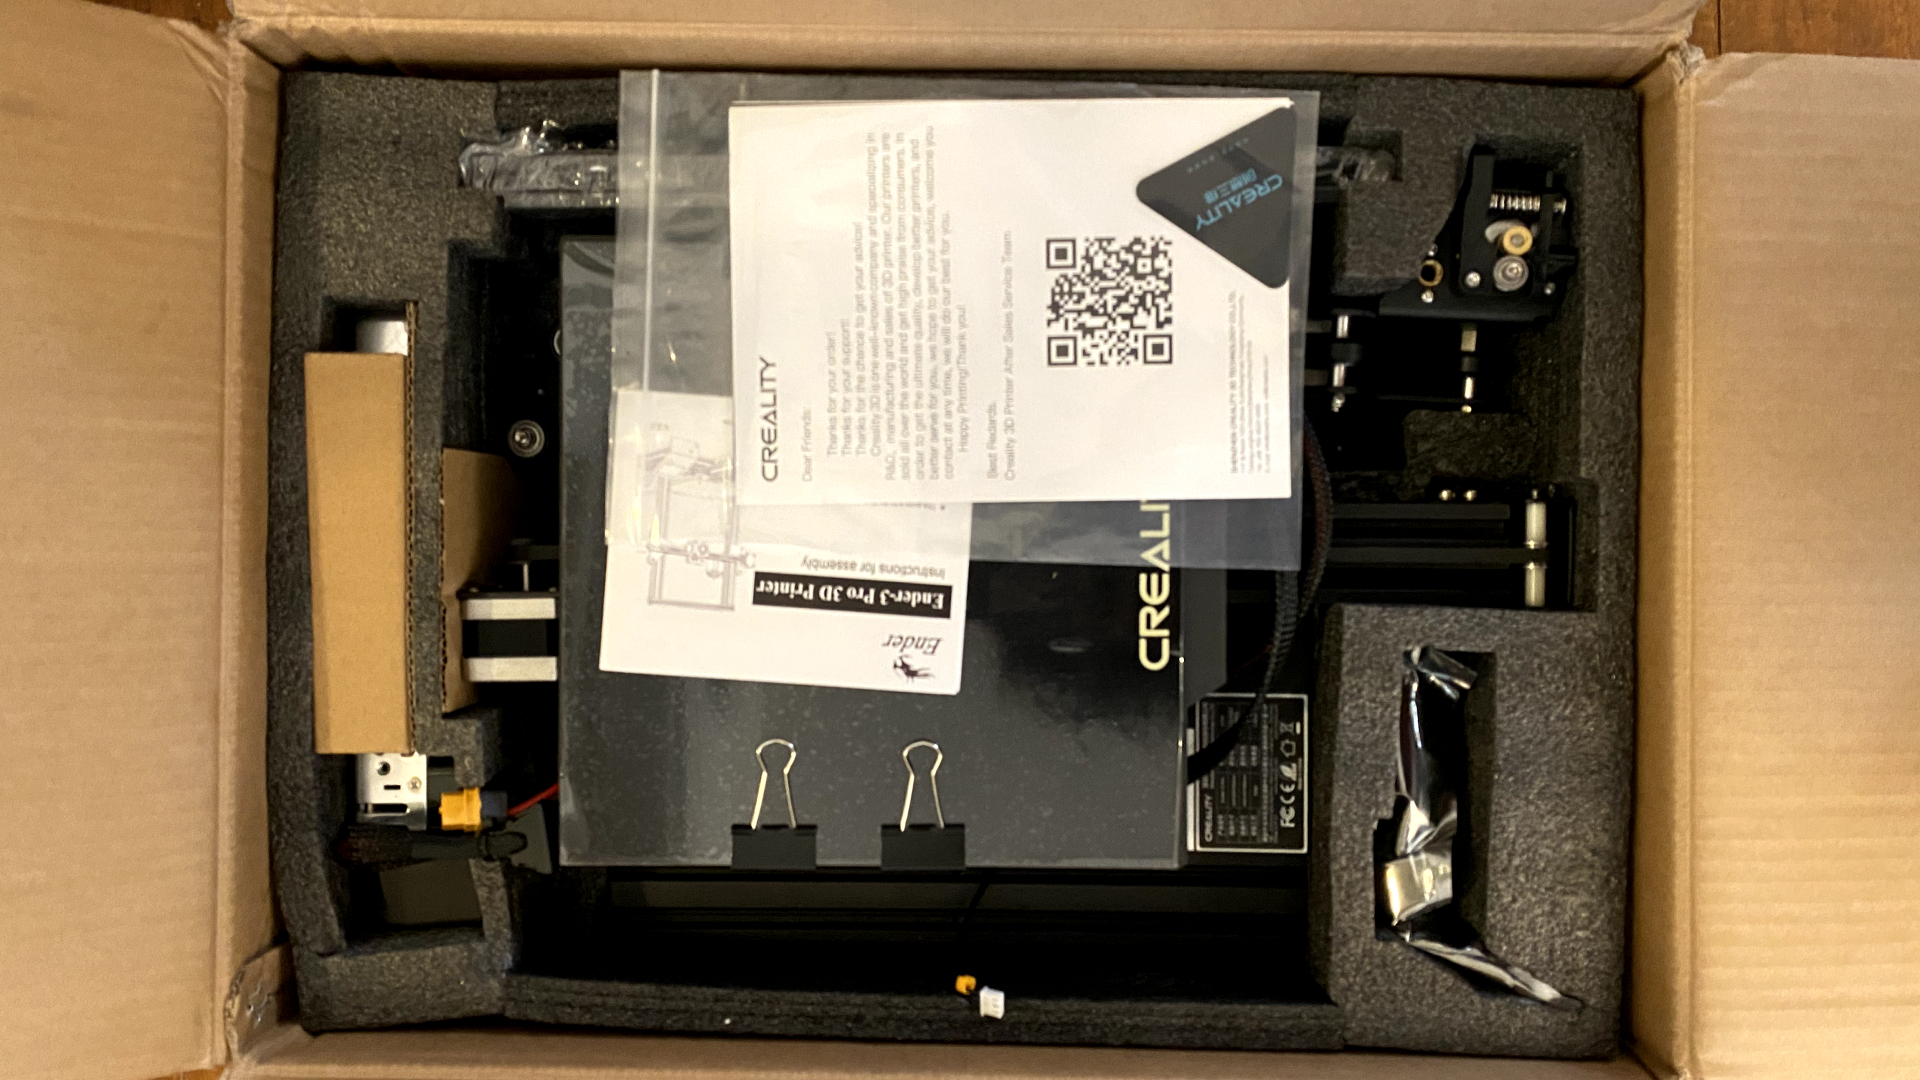 CREALITY
Dear Friends:
Thanks for your order!
Thanks for your support!
Thanks for the chance to get your advice!
Creality 3D is one well-known company and specializing in
R&D, manufacturing and sales of 3D printer. Our printers are
sold all over the world and get high praise from consumers. In
order to get the ultimate quality, develop better printers, and
better serve for you, we hope to get your advice, welcome you
contact at any time, we will do our best for you.
Happy Printing!Thank you!
Best Redards,
Creality 3D Printer After Sales Service Team
SHENZHEN CREALITY 3D TECHNOLOGY CO.,LTD.
CREALITY
创想三维
Ender
Ender-3 Pro 3D Printer
Instructions for assembly
CREALI
CREALITY
FC CE